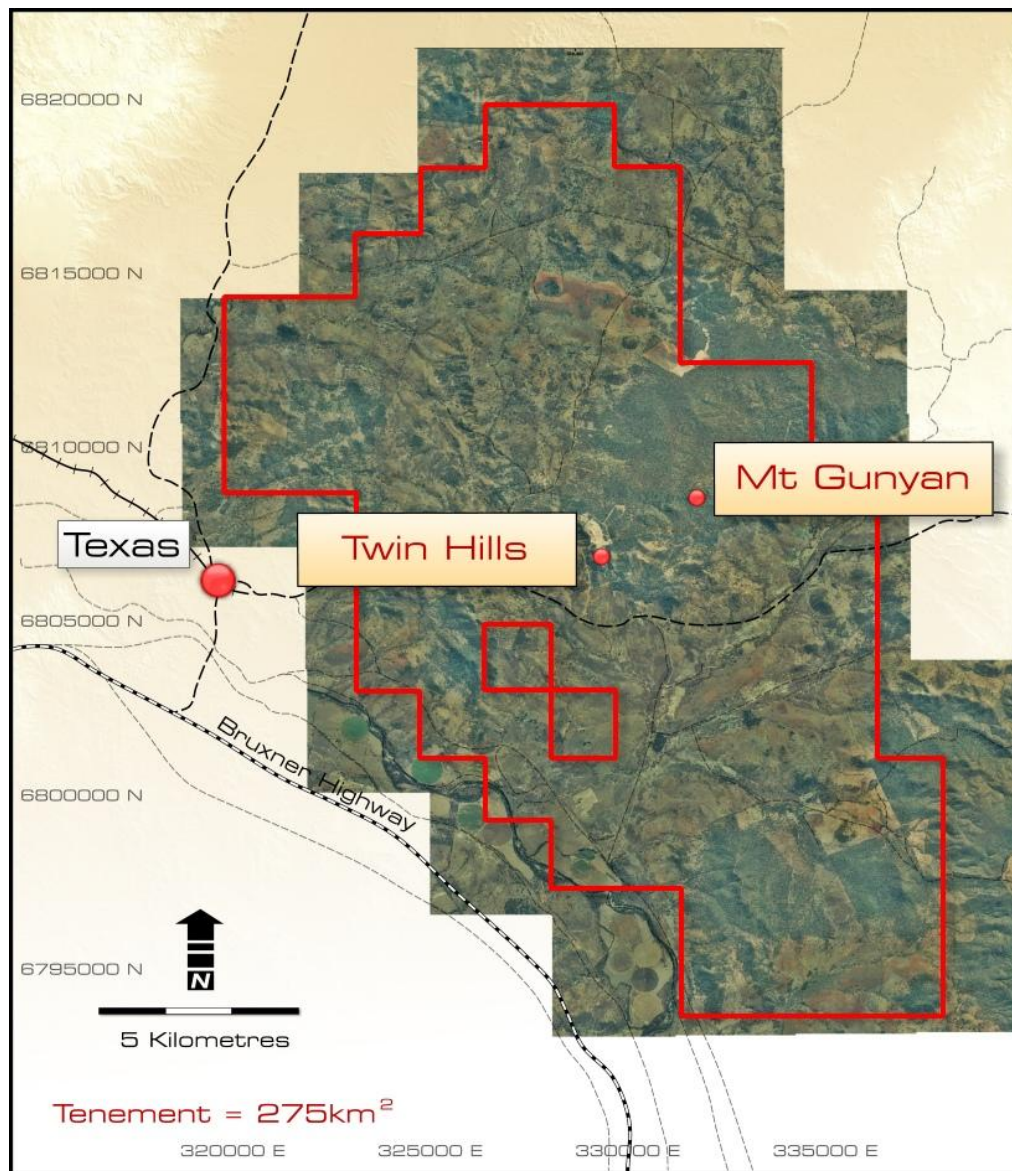 6820000 N
6815000 N
6810000 N
Mt Gunyan
Texas
Twin Hills
6805000 N
Bruxner Highway
6800000 N
6795000 N
N
5 Kilometres
Tenement = 275km²
320000 E
325000 E
330000 E
335000 E